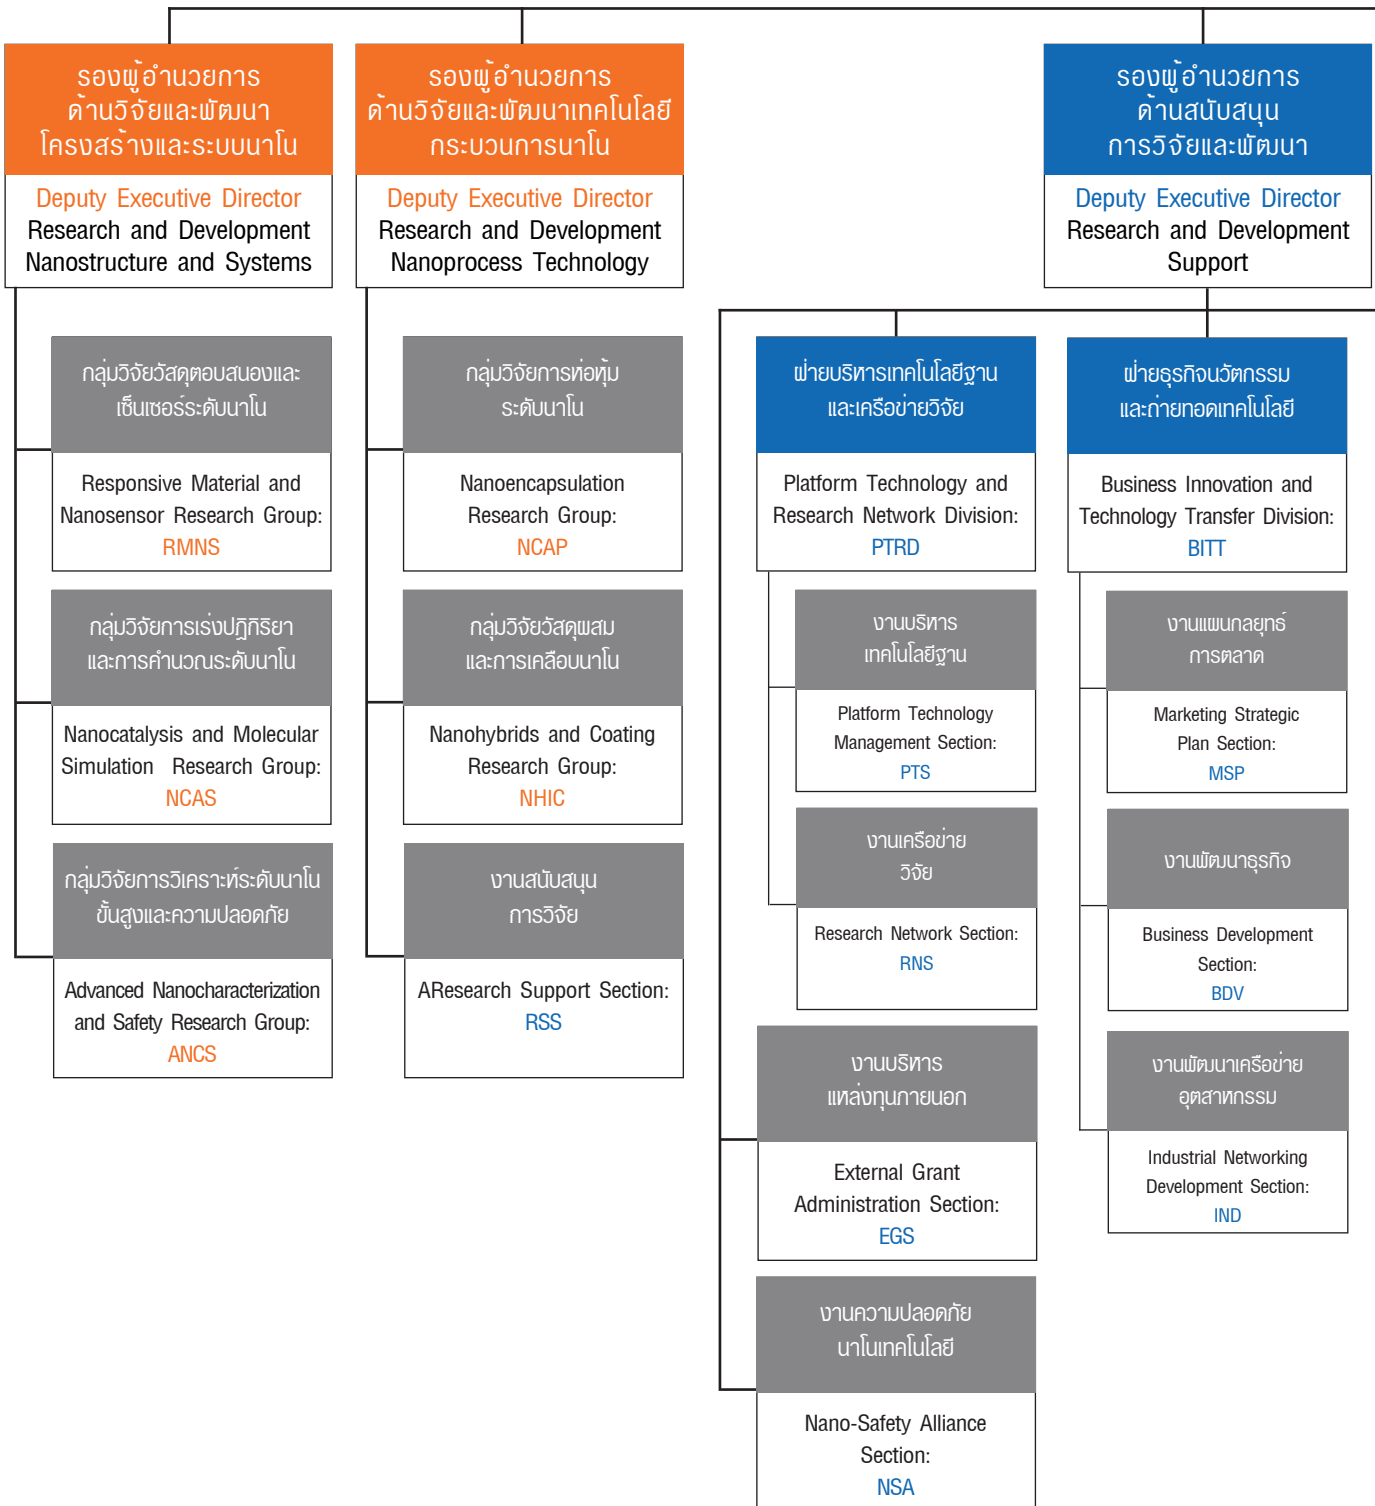 รองผู้อำนวยการ
ด้านวิจัยและพัฒนา
โครงสร้างและระบบนาโน
Deputy Executive Director
Research and Development
Nanostructure and Systems
กลุ่มวิจัยวัสดุตอบสนองและ
เซ็นเซอร์ระดับนาโน
Responsive Material and
Nanosensor Research Group:
RMNS
กลุ่มวิจัยการเร่งปฏิกิริยา
และการคำนวณระดับนาโน
Nanocatalysis and Molecular
Simulation Research Group:
NCAS
กลุ่มวิจัยการวิเคราะห์ระดับนาโน
ขั้นสูงและความปลอดภัย
Advanced Nanocharacterization
and Safety Research Group:
ANCS
รองผู้อำนวยการ
ด้านวิจัยและพัฒนาเทคโนโลยี
กระบวนการนาโน
Deputy Executive Director
Research and Development
Nanoprocess Technology
กลุ่มวิจัยการห่อหุ้ม
ระดับนาโน
Nanoencapsulation
Research Group:
NCAP
กลุ่มวิจัยวัสดุผสม
และการเคลือบนาโน
Nanohybrids and Coating
Research Group:
NHIC
งานสนับสนุน
การวิจัย
AResearch Support Section:
RSS
รองผู้อำนวยการ
ด้านสนับสนุน
การวิจัยและพัฒนา
Deputy Executive Director
Research and Development
Support
ฝ่ายบริหารเทคโนโลยีฐาน
และเครือข่ายวิจัย
Platform Technology and
Research Network Division:
PTRD
งานบริหาร
เทคโนโลยีฐาน
Platform Technology
Management Section:
PTS
งานเครือข่าย
วิจัย
Research Network Section:
RNS
งานบริหาร
แหล่งทุนภายนอก
External Grant
Administration Section:
EGS
งานความปลอดภัย
นาโนเทคโนโลยี
Nano-Safety Alliance
Section:
NSA
ฝ่ายธุรกิจนวัตกรรม
และถ่ายทอดเทคโนโลยี
Business Innovation and
Technology Transfer Division:
BITT
งานแผนกลยุทธ์
การตลาด
Marketing Strategic
Plan Section:
MSP
งานพัฒนาธุรกิจ
Business Development
Section:
BDV
งานพัฒนาเครือข่าย
อุตสาหกรรม
Industrial Networking
Development Section:
IND